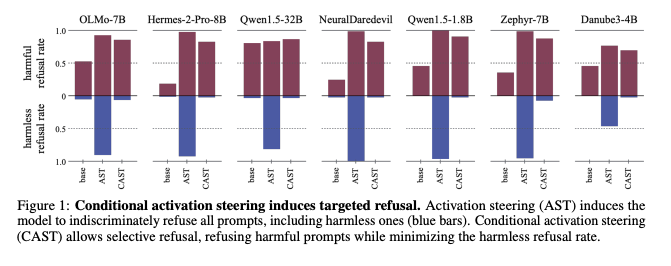 OLMo-7B Hermes-2-Pro-8B Qwen1.5-32B NeuralDaredevil Qwen1.5-1.8B Zephyr-7B Danube3-4B
harmful
refusal rate
1.0
0.5
0
harmless
refusal rate
0.5
1.0
base AST CAST base AST CAST base AST CAST base AST CAST base AST CAST base AST CAST base AST CAST
Figure 1: Conditional activation steering induces targeted refusal. Activation steering (AST) induces the
model to indiscriminately refuse all prompts, including harmless ones (blue bars). Conditional activation steering
(CAST) allows selective refusal, refusing harmful prompts while minimizing the harmless refusal rate.